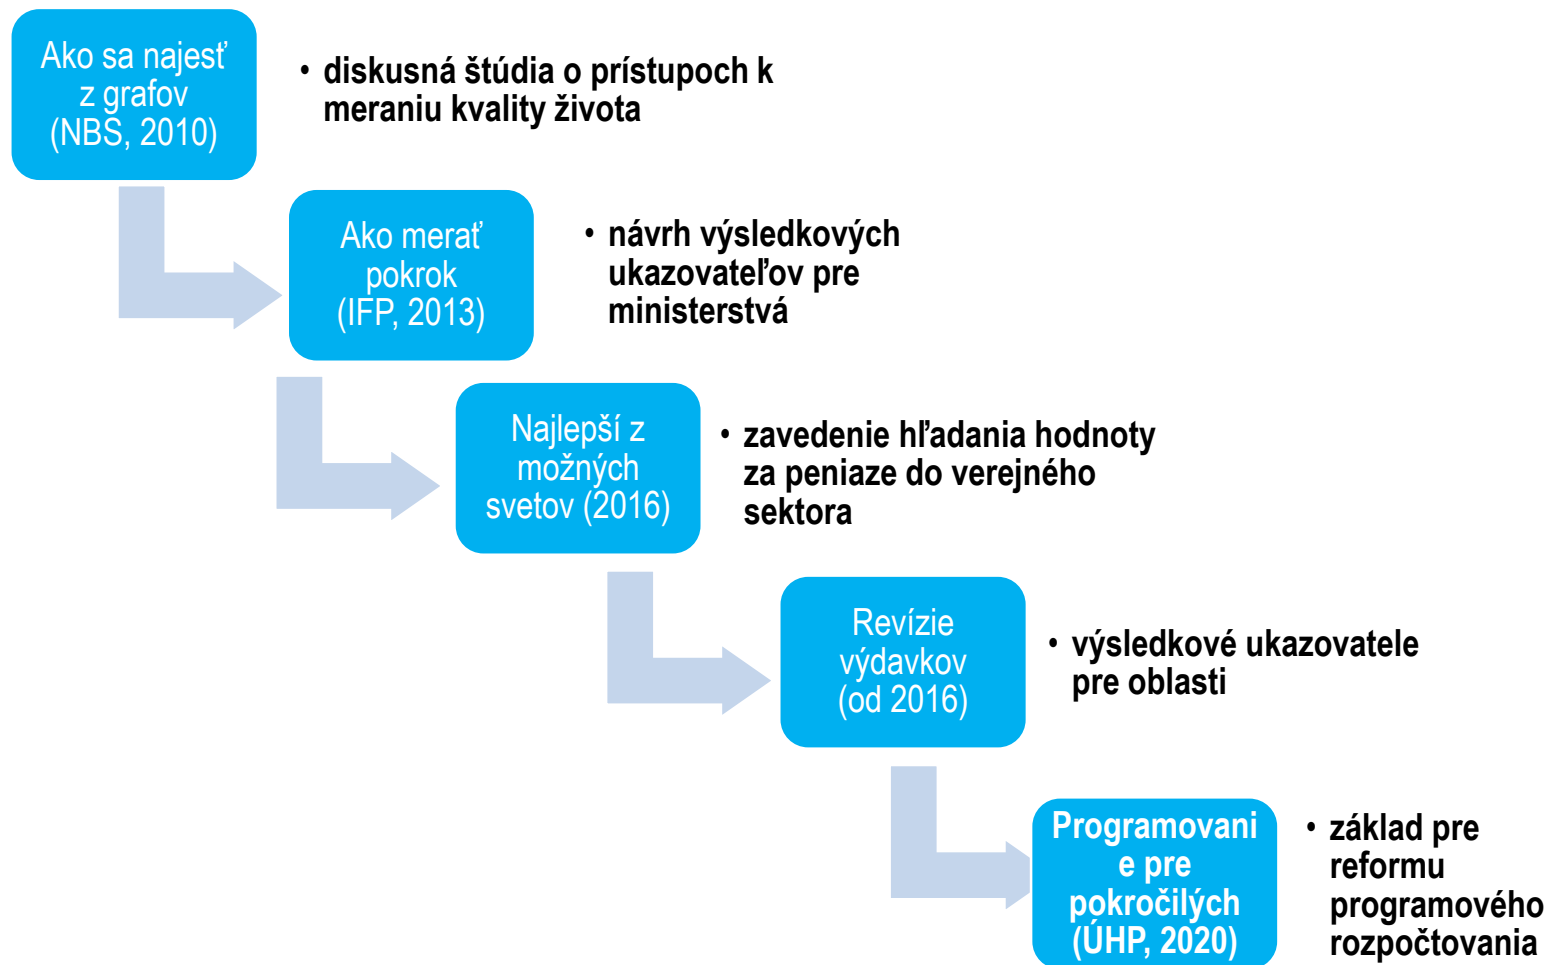 Ako sa najesť
z grafov
(NBS, 2010)
• diskusná štúdia o prístupoch k
meraniu kvality života
Ako merať
pokrok
(IFP, 2013)
• návrh výsledkových
ukazovateľov pre
ministerstvá
Najlepší z
možných
svetov (2016)
• zavedenie hľadania hodnoty
za peniaze do verejného
sektora
Revízie
výdavkov
(od 2016)
• výsledkové ukazovatele
pre oblasti
Programovani
e pre
pokročilých
(ÚHP, 2020)
• základ pre
reformu
programového
rozpočtovania